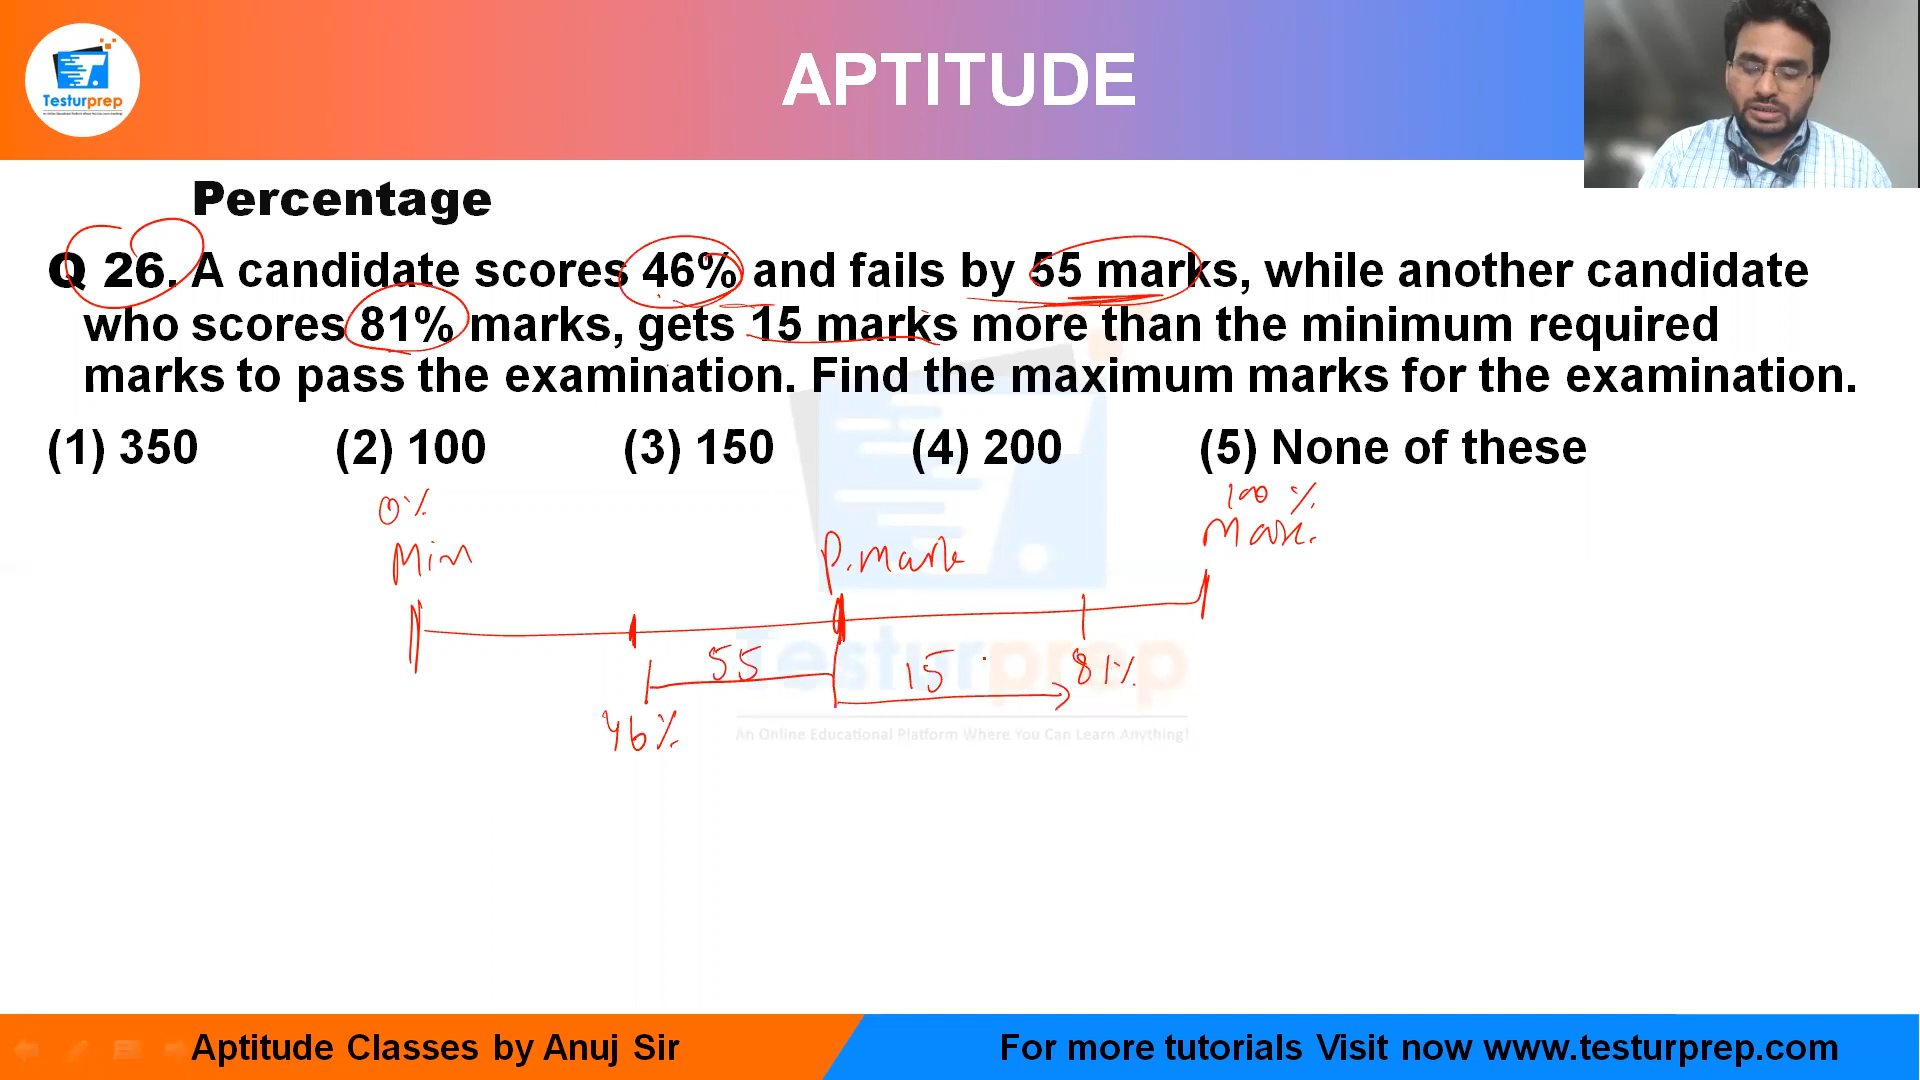 Testurprep
APTITUDE
Percentage
Q 26. A candidate scores 46% and fails by 55 marks, while another candidate
who scores 81% marks, gets 15 marks more than the minimum required
marks to pass the examination. Find the maximum marks for the examination.
(1) 350 (2) 100 (3) 150 (4) 200 (5) None of these
0% 100 %
Min P. mark Max.
55 15 81%
46%
Testurprep
An Online Educational Platform Where You Can Learn Anything!
Aptitude Classes by Anuj Sir For more tutorials Visit now www.testurprep.com